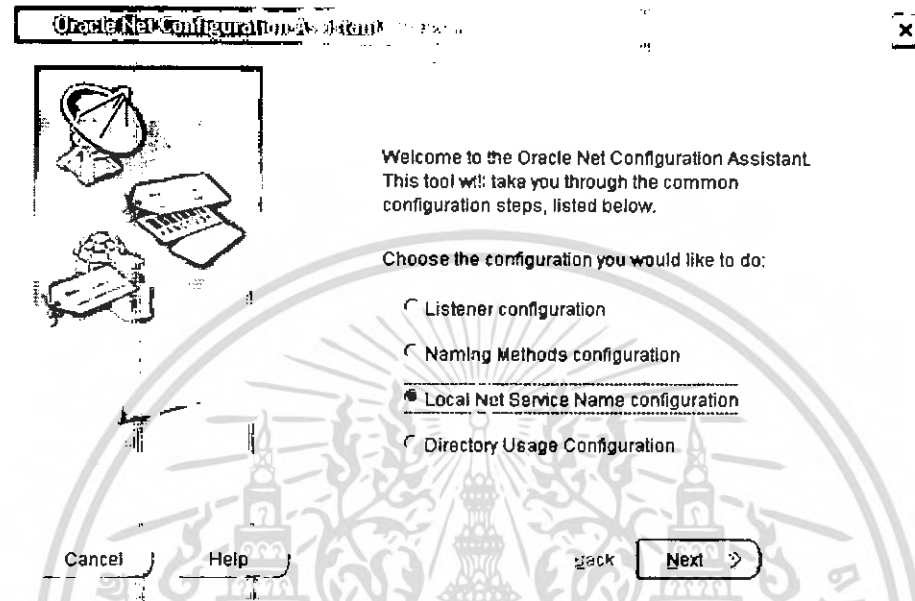 Oracle Net Configuration Assistant
Welcome to the Oracle Net Configuration Assistant.
This tool will take you through the common
configuration steps, listed below.
Choose the configuration you would like to do:
Listener configuration
Naming Methods configuration
Local Net Service Name configuration
Directory Usage Configuration
Cancel
Help
Back
Next